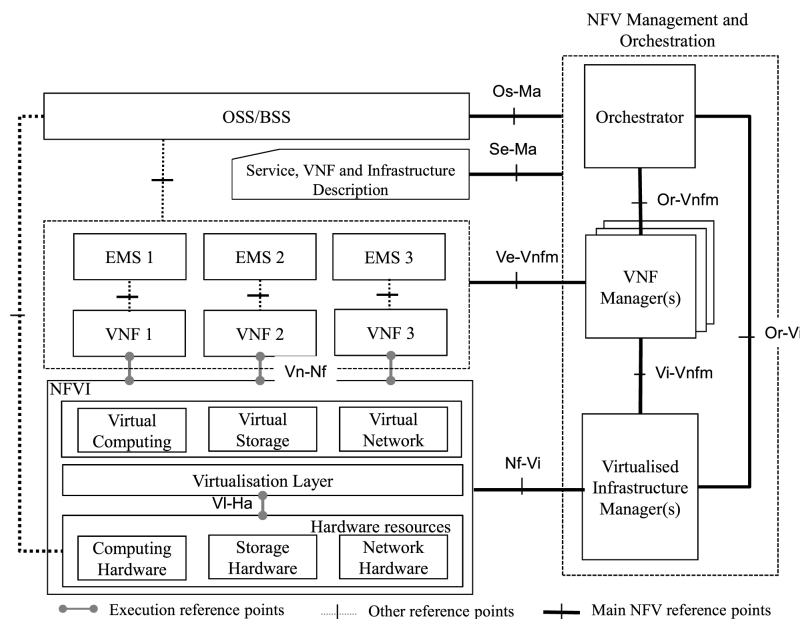 NFV Management and
Orchestration
Os-Ma
OSS/BSS
Orchestrator
Se-Ma
Service, VNF and Infrastructure
Description
Or-Vnfm
EMS 1
EMS 2
EMS 3
Ve-Vnfm
VNF
Manager(s)
VNF 1
VNF 2
VNF 3
Or-Vi
Vn-Nf
Vi-Vnfm
NFVI
Virtual
Computing
Virtual
Storage
Virtual
Network
Nf-Vi
Virtualised
Infrastructure
Manager(s)
Virtualisation Layer
Vl-Ha
Hardware resources
Computing
Hardware
Storage
Hardware
Network
Hardware
Execution reference points
Other reference points
Main NFV reference points